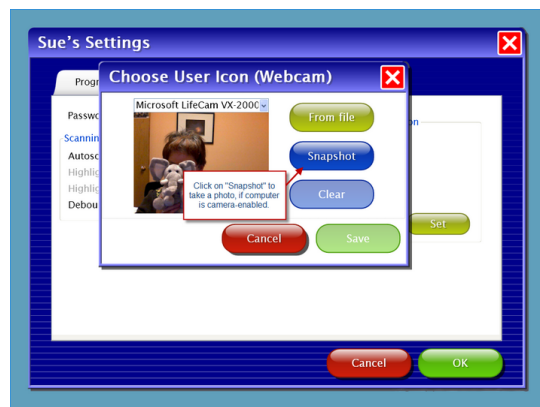 Sue's Settings
Choose User Icon (Webcam)
Progr
Microsoft LifeCam VX-2000
From file
Passwo
on
Scannin
Autosc
Snapshot
Highlig
Click on "Snapshot" to
take a photo, if computer
is camera-enabled.
Highlig
Clear
Debou
Set
Cancel
Save
Cancel
OK